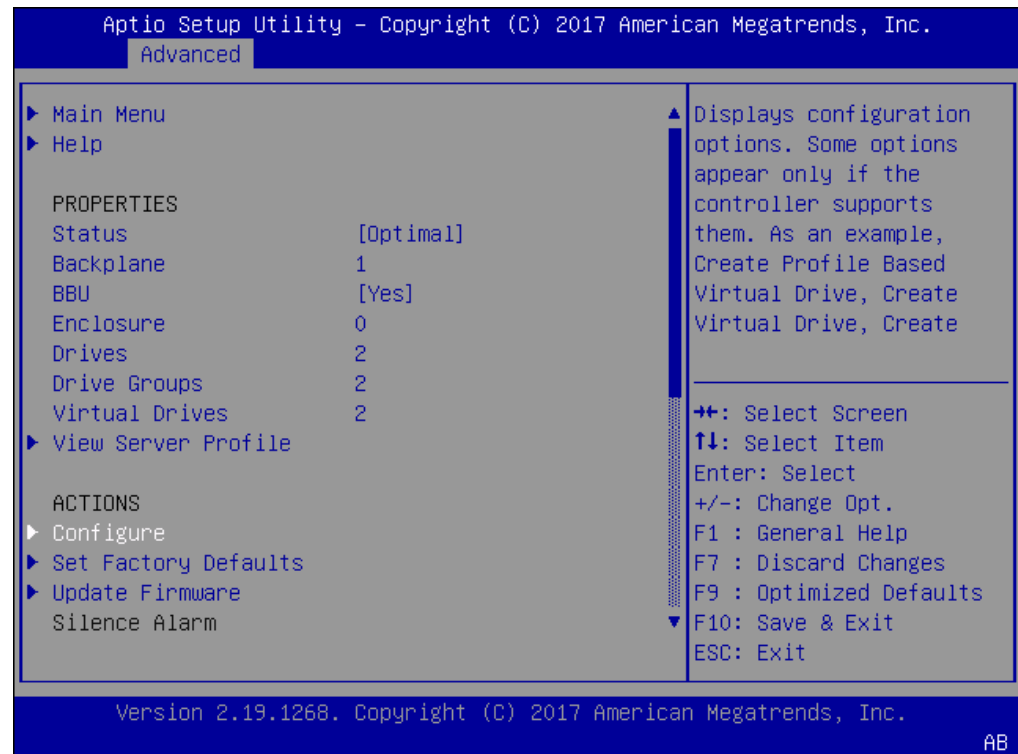 Aptio Setup Utility – Copyright (C) 2017 American Megatrends, Inc.
Advanced
Main Menu
Help
PROPERTIES
Status [Optimal]
Backplane 1
BBU [Yes]
Enclosure 0
Drives 2
Drive Groups 2
Virtual Drives 2
View Server Profile
ACTIONS
Configure
Set Factory Defaults
Update Firmware
Silence Alarm
Displays configuration
options. Some options
appear only if the
controller supports
them. As an example,
Create Profile Based
Virtual Drive, Create
Virtual Drive, Create
→←: Select Screen
↑↓: Select Item
Enter: Select
+/-: Change Opt.
F1 : General Help
F7 : Discard Changes
F9 : Optimized Defaults
F10: Save & Exit
ESC: Exit
Version 2.19.1268. Copyright (C) 2017 American Megatrends, Inc.
AB